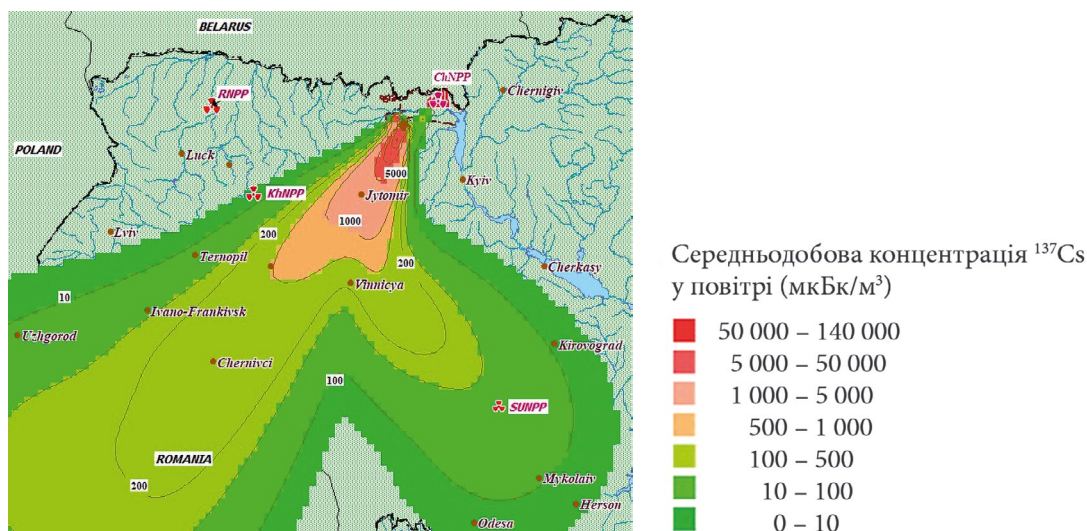 BELARUS
ChNPP
RNPP
Chernigiv
POLAND
Luck
5000
Kyiv
KhNPP
Jytomir
1000
Lviv
200
Ternopil
200
Cherkasy
Vinnicya
10
Ivano-Frankivsk
Uzhgorod
Kirovograd
Chernivci
100
SUNPP
ROMANIA
200
Mykolaiv
Herson
Odesa
Середньодобова концентрація ¹³⁷Cs
у повітрі (мкБк/м³)
50 000 – 140 000
5 000 – 50 000
1 000 – 5 000
500 – 1 000
100 – 500
10 – 100
0 – 10